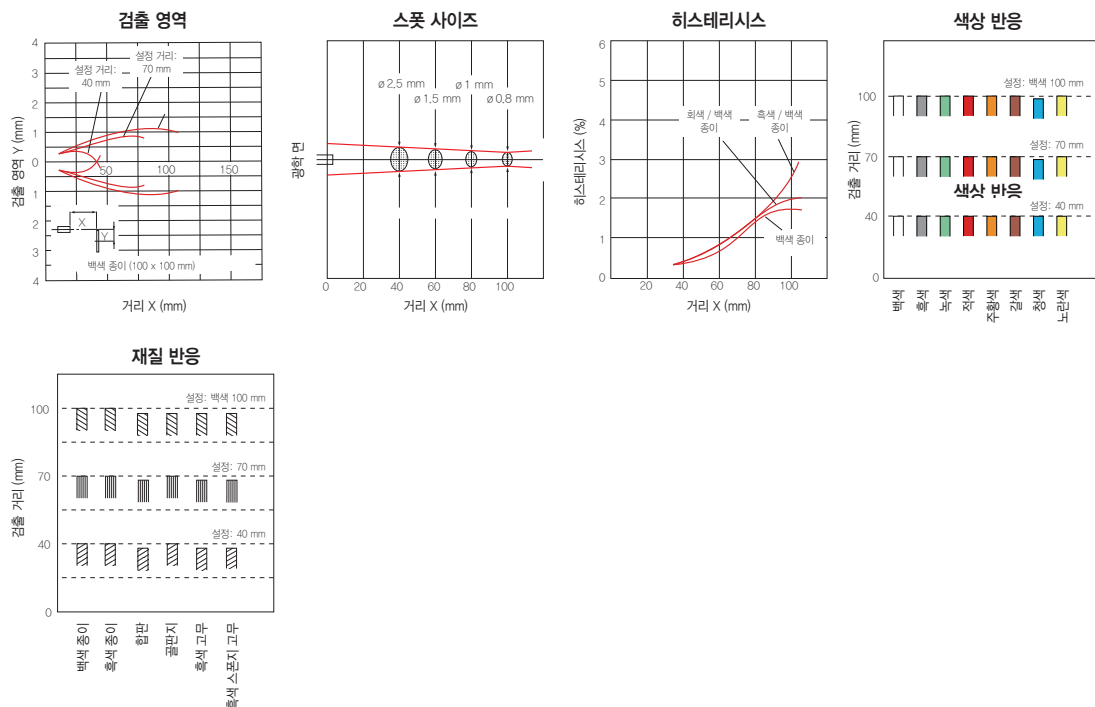 검출 영역
4
3
2
1
0
1
2
3
4
검출 영역 Y (mm)
설정 거리:
70 mm
설정 거리:
40 mm
50
100
150
X
Y
백색 종이 (100 x 100 mm)
거리 X (mm)
스폿 사이즈
광학 면
ø2,5 mm
ø1,5 mm
ø1 mm
ø0,8 mm
0
20
40
60
80
100
거리 X (mm)
히스테리시스
6
5
4
3
2
1
0
히스테리시스 (%)
회색 / 백색
종이
흑색 / 백색
종이
백색 종이
20
40
60
80
100
거리 X (mm)
색상 반응
검출 거리 (mm)
100
70
40
0
설정: 백색 100 mm
설정: 70 mm
색상 반응
설정: 40 mm
백색
흑색
녹색
적색
주황색
갈색
청색
노란색
재질 반응
검출 거리 (mm)
100
70
40
0
설정: 백색 100 mm
설정: 70 mm
설정: 40 mm
백색 종이
흑색 종이
합판
골판지
흑색 고무
흑색 스폰지 고무